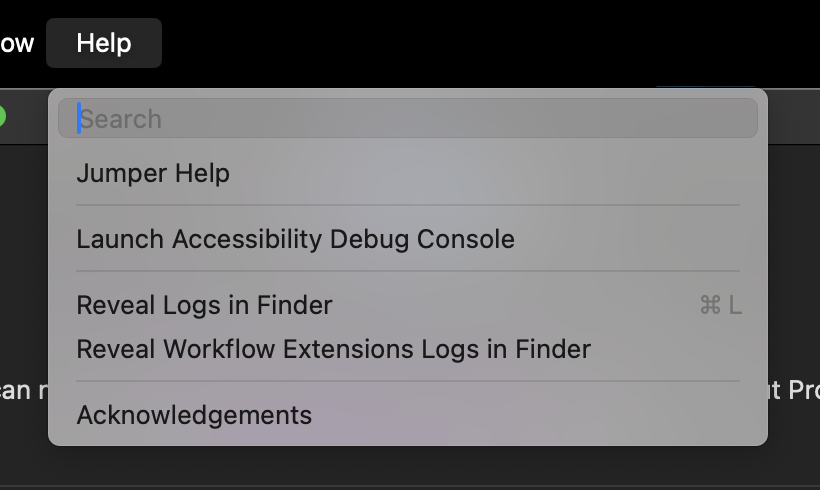 ow Help
Search
Jumper Help
Launch Accessibility Debug Console
Reveal Logs in Finder ⌘ L
Reveal Workflow Extensions Logs in Finder
can r
t Pro
Acknowledgements